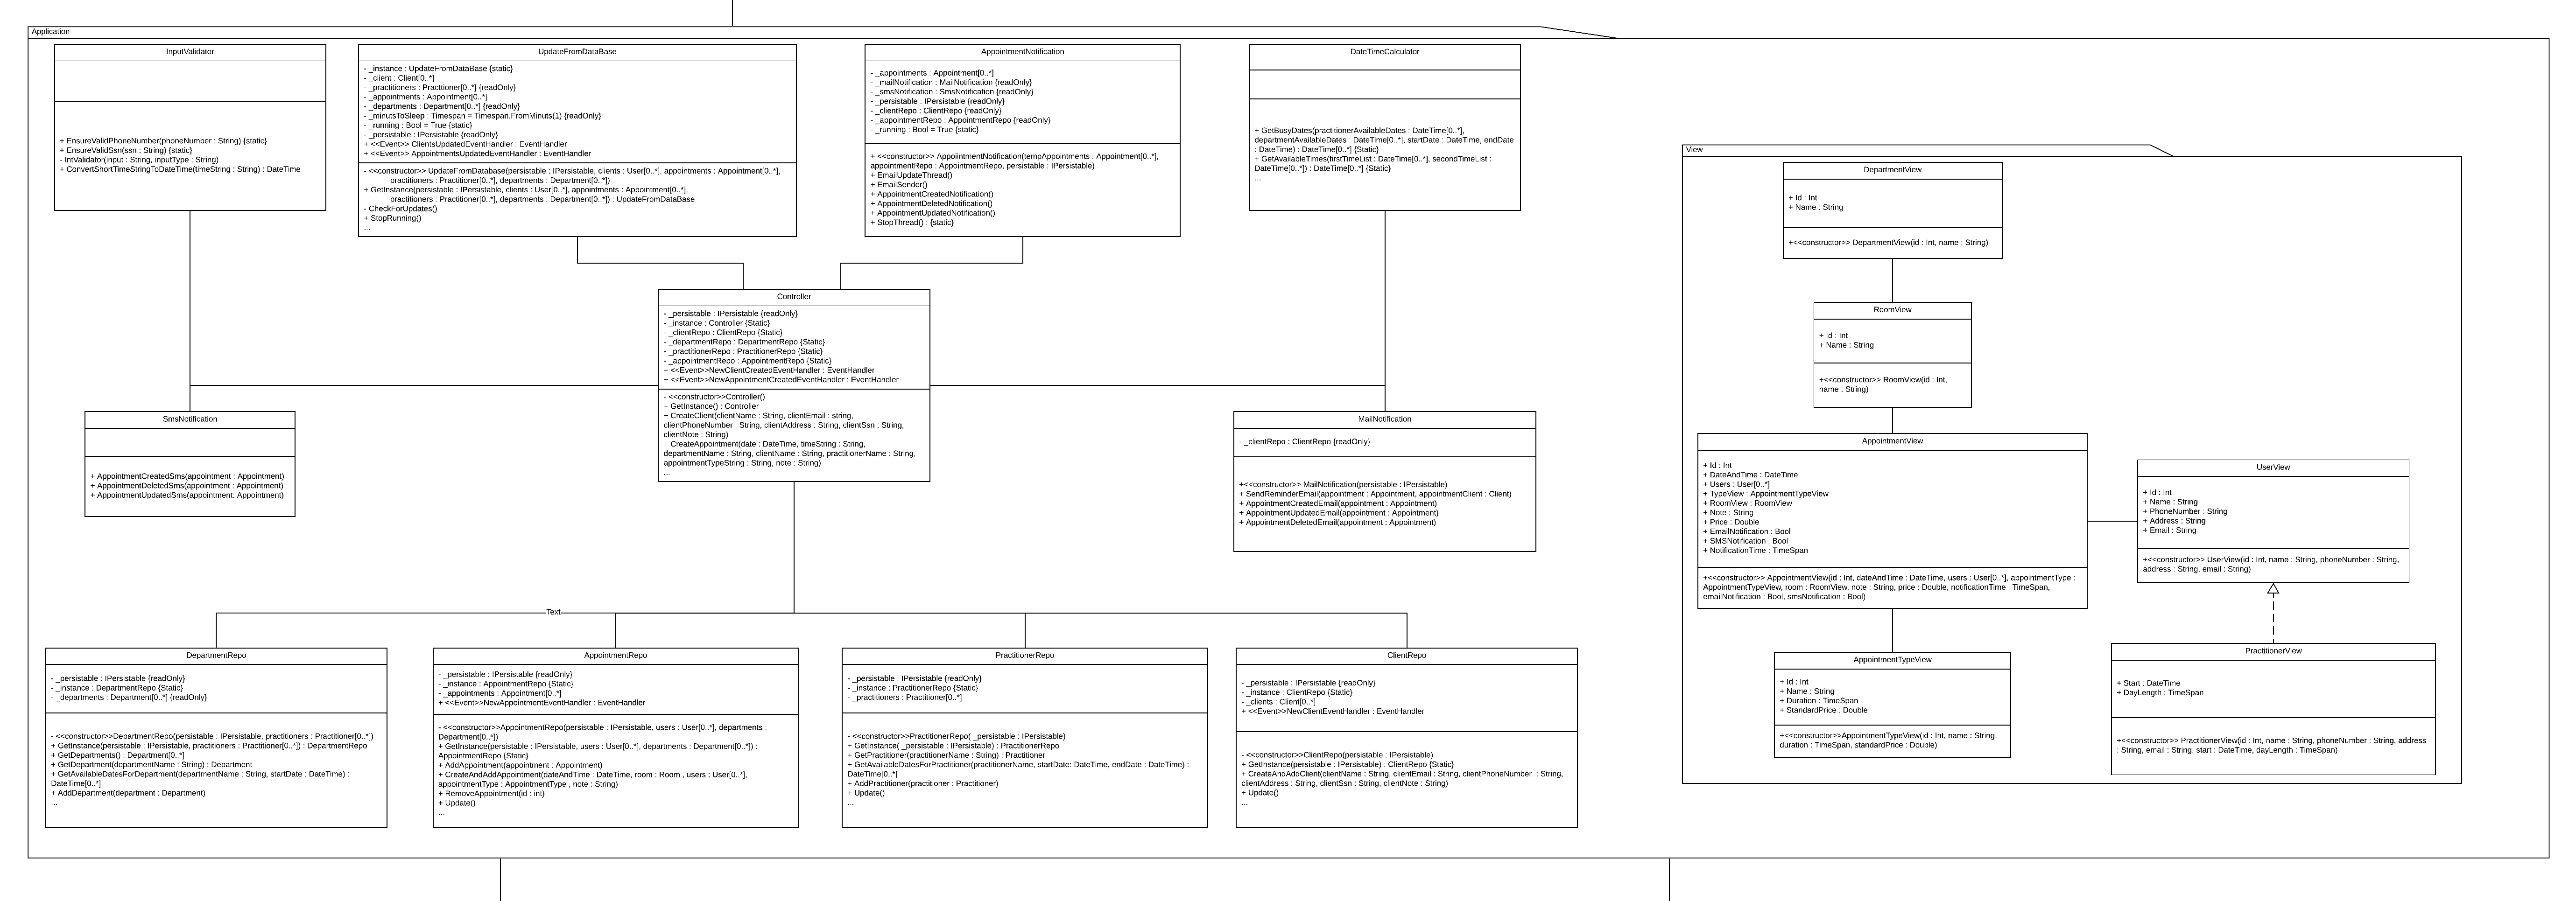 Application
InputValidator
+ EnsureValidPhoneNumber(phoneNumber : String) {static}
+ EnsureValidSsn(ssn : String) {static}
- IntValidator(input : String, inputType : String)
+ ConvertShortTimeStringToDateTime(timeString : String) : DateTime
UpdateFromDataBase
- _instance : UpdateFromDataBase {static}
- _client : Client[0..*]
- _practitioners : Practtioner[0..*] {readOnly}
- _appointments : Appointment[0..*]
- _departments : Department[0..*] {readOnly}
- _minutsToSleep : Timespan = Timespan.FromMinuts(1) {readOnly}
- _running : Bool = True {static}
- _persistable : IPersistable {readOnly}
+ <<Event>> ClientsUpdatedEventHandler : EventHandler
+ <<Event>> AppointmentsUpdatedEventHandler : EventHandler
- <<constructor>> UpdateFromDatabase(persistable : IPersistable, clients : User[0..*], appointments : Appointment[0..*],
practitioners : Practitioner[0..*], departments : Department[0..*])
+ GetInstance(persistable : IPersistable, clients : User[0..*], appointments : Appointment[0..*],
practitioners : Practitioner[0..*], departments : Department[0..*]) : UpdateFromDataBase
- CheckForUpdates()
+ StopRunning()
...
AppointmentNotification
- _appointments : Appointment[0..*]
- _mailNotification : MailNotification {readOnly}
- _smsNotification : SmsNotification {readOnly}
- _persistable : IPersistable {readOnly}
- _clientRepo : ClientRepo {readOnly}
- _appointmentRepo : AppointmentRepo {readOnly}
- _running : Bool = True {static}
+ <<constructor>> AppoiintmentNotification(tempAppointments : Appointment[0..*],
appointmentRepo : AppointmentRepo, persistable : IPersistable)
+ EmailUpdateThread()
+ EmailSender()
+ AppointmentCreatedNotification()
+ AppointmentDeletedNotification()
+ AppointmentUpdatedNotification()
+ StopThread() : {static}
DateTimeCalculator
+ GetBusyDates(practitionerAvailableDates : DateTime[0..*],
departmentAvailableDates : DateTime[0..*], startDate : DateTime, endDate
: DateTime) : DateTime[0..*] {Static}
+ GetAvailableTimes(firstTimeList : DateTime[0..*], secondTimeList :
DateTime[0..*]) : DateTime[0..*] {Static}
...
Controller
- _persistable : IPersistable {readOnly}
- _instance : Controller {Static}
- _clientRepo : ClientRepo {Static}
- _departmentRepo : DepartmentRepo {Static}
- _practitionerRepo : PractitionerRepo {Static}
- _appointmentRepo : AppointmentRepo {Static}
+ <<Event>>NewClientCreatedEventHandler : EventHandler
+ <<Event>>NewAppointmentCreatedEventHandler : EventHandler
- <<constructor>>Controller()
+ GetInstance() : Controller
+ CreateClient(clientName : String, clientEmail : string,
clientPhoneNumber : String, clientAddress : String, clientSsn : String,
clientNote : String)
+ CreateAppointment(date : DateTime, timeString : String,
departmentName : String, clientName : String, practitionerName : String,
appointmentTypeString : String, note : String)
...
SmsNotification
+ AppointmentCreatedSms(appointment : Appointment)
+ AppointmentDeletedSms(appointment : Appointment)
+ AppointmentUpdatedSms(appointment: Appointment)
MailNotification
- _clientRepo : ClientRepo {readOnly}
+<<constructor>> MailNotification(persistable : IPersistable)
+ SendReminderEmail(appointment : Appointment, appointmentClient : Client)
+ AppointmentCreatedEmail(appointment : Appointment)
+ AppointmentUpdatedEmail(appointment : Appointment)
+ AppointmentDeletedEmail(appointment : Appointment)
Text
DepartmentRepo
- _persistable : IPersistable {readOnly}
- _instance : DepartmentRepo {Static}
- _departments : Department[0..*] {readOnly}
- <<constructor>>DepartmentRepo(persistable : IPersistable, practitioners : Practitioner[0..*])
+ GetInstance(persistable : IPersistable, practitioners : Practitioner[0..*]) : DepartmentRepo
+ GetDepartments() : Department[0..*]
+ GetDepartment(departmentName : String) : Department
+ GetAvailableDatesForDepartment(departmentName : String, startDate : DateTime) :
DateTime[0..*]
+ AddDepartment(department : Department)
...
AppointmentRepo
- _persistable : IPersistable {readOnly}
- _instance : AppointmentRepo {Static}
- _appointments : Appointment[0..*]
+ <<Event>>NewAppointmentEventHandler : EventHandler
- <<constructor>>AppointmentRepo(persistable : IPersistable, users : User[0..*], departments :
Department[0..*])
+ GetInstance(persistable : IPersistable, users : User[0..*], departments : Department[0..*]) :
AppointmentRepo {Static}
+ AddAppointment(appointment : Appointment)
+ CreateAndAddAppointment(dateAndTime : DateTime, room : Room , users : User[0..*],
appointmentType : AppointmentType , note : String)
+ RemoveAppointment(id : int)
+ Update()
...
PractitionerRepo
- _persistable : IPersistable {readOnly}
- _instance : PractitionerRepo {Static}
- _practitioners : Practitioner[0..*]
- <<constructor>>PractitionerRepo( _persistable : IPersistable)
+ GetInstance( _persistable : IPersistable) : PractitionerRepo
+ GetPractitioner(practitionerName : String) : Practitioner
+ GetAvailableDatesForPractitioner(practitionerName, startDate: DateTime, endDate : DateTime) :
DateTime[0..*]
+ AddPractitioner(practitioner : Practitioner)
+ Update()
...
ClientRepo
- _persistable : IPersistable {readOnly}
- _instance : ClientRepo {Static}
- _clients : Client[0..*]
+ <<Event>>NewClientEventHandler : EventHandler
- <<constructor>>ClientRepo(persistable : IPersistable)
+ GetInstance(persistable : IPersistable) : ClientRepo {Static}
+ CreateAndAddClient(clientName : String, clientEmail : String, clientPhoneNumber : String,
clientAddress : String, clientSsn : String, clientNote : String)
+ Update()
...
View
DepartmentView
+ Id : Int
+ Name : String
+<<constructor>> DepartmentView(id : Int, name : String)
RoomView
+ Id : Int
+ Name : String
+<<constructor>> RoomView(id : Int,
name : String)
AppointmentView
+ Id : Int
+ DateAndTime : DateTime
+ Users : User[0..*]
+ TypeView : AppointmentTypeView
+ RoomView : RoomView
+ Note : String
+ Price : Double
+ EmailNotification : Bool
+ SMSNotification : Bool
+ NotificationTime : TimeSpan
+<<constructor>> AppointmentView(id : Int, dateAndTime : DateTime, users : User[0..*], appointmentType :
AppointmentTypeView, room : RoomView, note : String, price : Double, notificationTime : TimeSpan,
emailNotification : Bool, smsNotification : Bool)
UserView
+ Id : Int
+ Name : String
+ PhoneNumber : String
+ Address : String
+ Email : String
+<<constructor>> UserView(id : Int, name : String, phoneNumber : String,
address : String, email : String)
AppointmentTypeView
+ Id : Int
+ Name : String
+ Duration : TimeSpan
+ StandardPrice : Double
+<<constructor>>AppointmentTypeView(id : Int, name : String,
duration : TimeSpan, standardPrice : Double)
PractitionerView
+ Start : DateTime
+ DayLength : TimeSpan
+<<constructor>> PractitionerView(id : Int, name : String, phoneNumber : String, address
: String, email : String, start : DateTime, dayLength : TimeSpan)